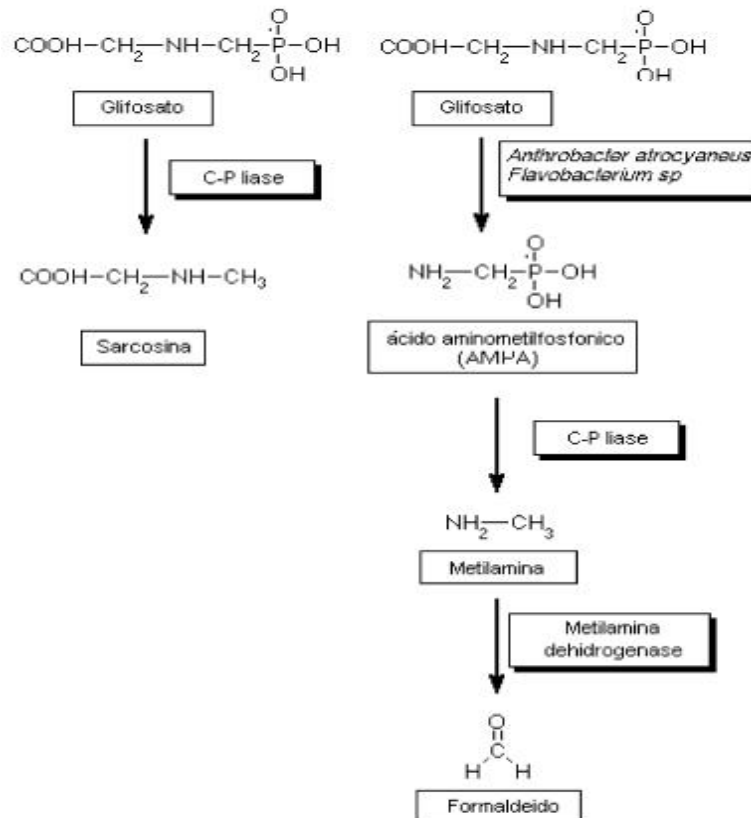 O
COOH—CH2—NH—CH2—P—OH
OH
Glifosato
C-P liase
COOH—CH2—NH—CH3
Sarcosina
O
COOH—CH2—NH—CH2—P—OH
OH
Glifosato
Anthrobacter atrocyaneus
Flavobacterium sp
O
NH2—CH2—P—OH
OH
ácido aminometilfosfonico
(AMPA)
C-P liase
NH2—CH3
Metilamina
Metilamina
dehidrogenase
O
C
H H
Formaldeido